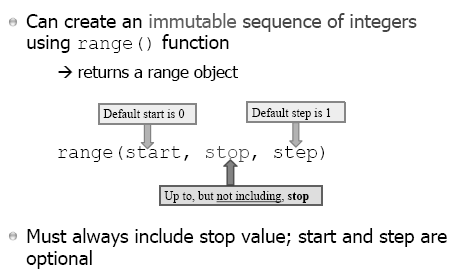 Can create an immutable sequence of integers
using range() function
→ returns a range object
Default start is 0
Default step is 1
range(start, stop, step)
Up to, but not including, stop
Must always include stop value; start and step are
optional